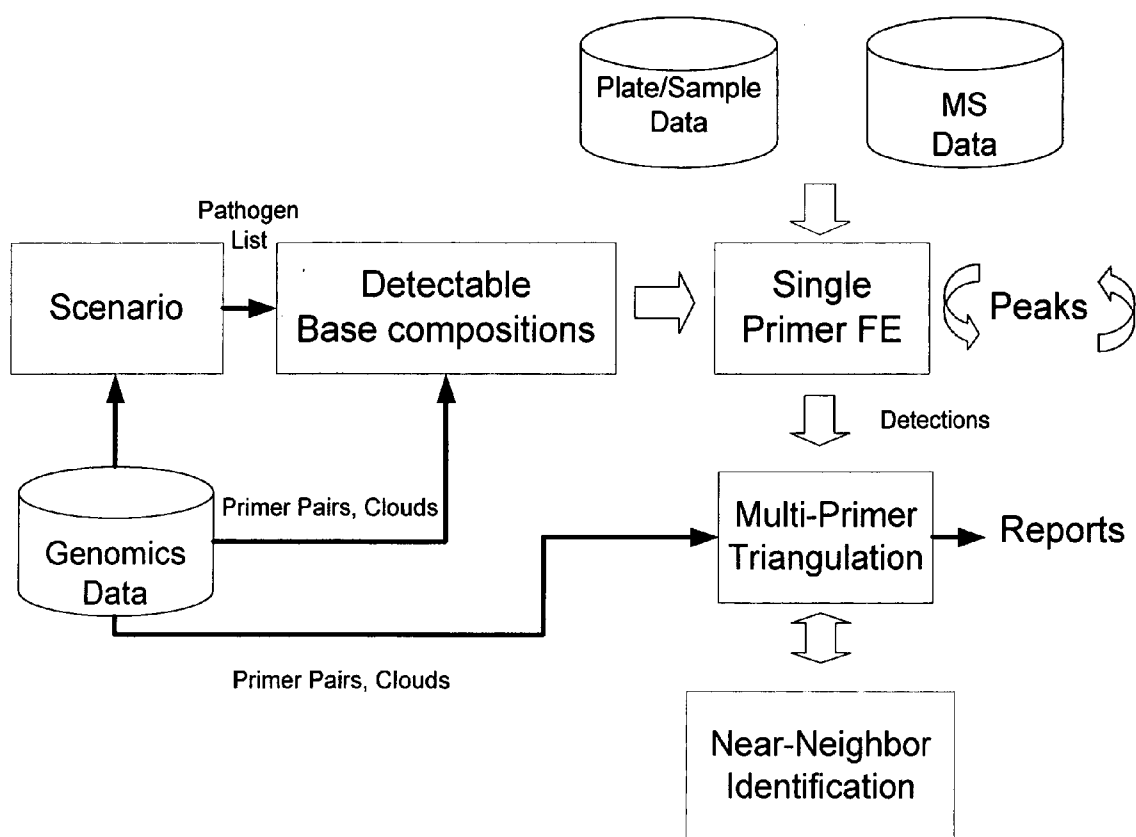 Plate/Sample
Data
MS
Data
Pathogen
List
Scenario
Detectable
Base compositions
Single
Primer FE
Peaks
Detections
Primer Pairs, Clouds
Genomics
Data
Multi-Primer
Triangulation
Reports
Primer Pairs, Clouds
Near-Neighbor
Identification